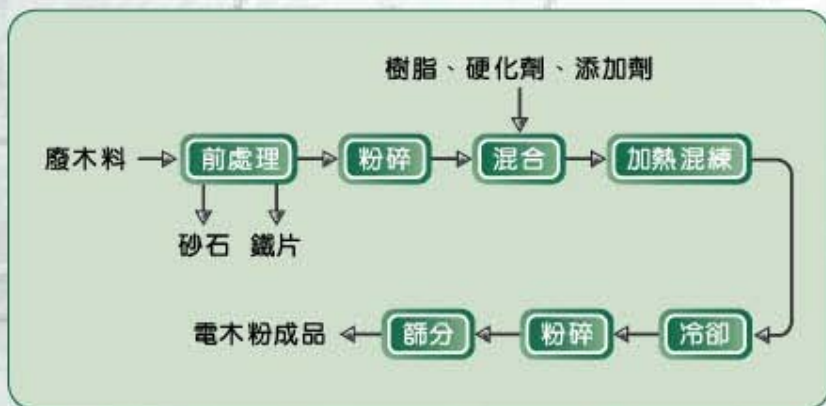 樹脂、硬化劑、添加劑
廢木料 前處理 粉碎 混合 加熱混練
砂石 鐵片
電木粉成品 篩分 粉碎 冷卻